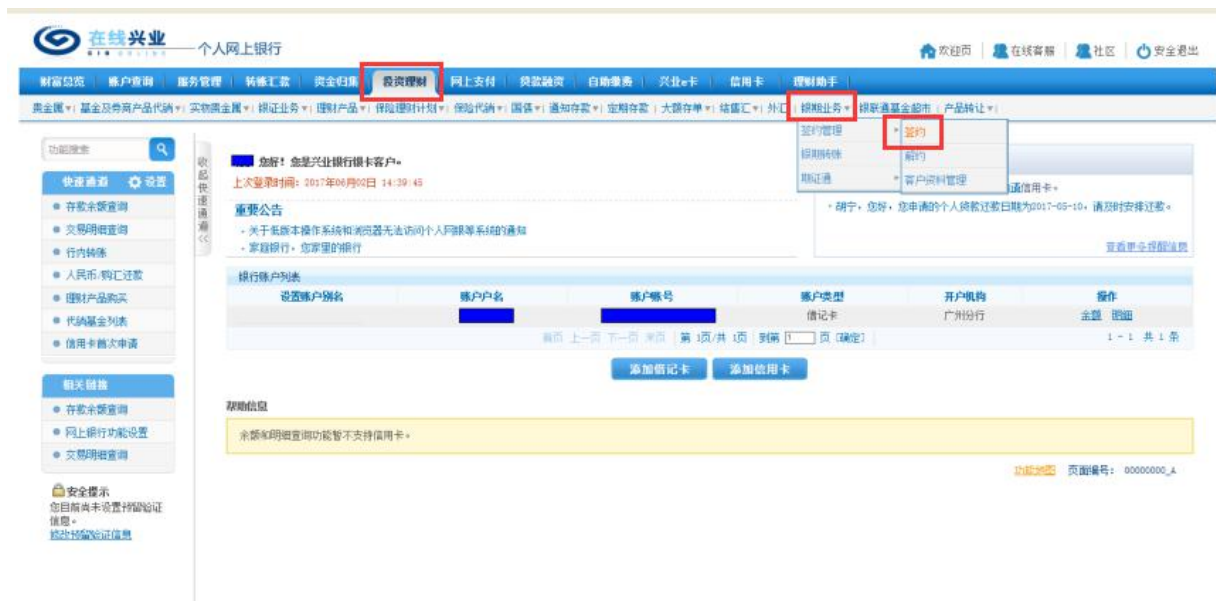 在线兴业 个人网上银行
欢迎页 在线客服 社区 安全退出
财富总览 账户查询 服务管理 转账汇款 资金归集 投资理财 网上支付 贷款融资 自助缴费 兴业e卡 信用卡 理财助手
贵金属 基金及券商产品代销 实物贵金属 银证业务 理财产品 保险理财计划 保险代销 国债 通知存款 定期存款 大额存单 结售汇 外汇 银期业务 银联通基金超市 产品转让
签约管理 签约
银期转账 解约
期证通 客户资料管理
功能搜索
快速通道 设置
存款余额查询
交易明细查询
行内转账
人民币/购汇还款
理财产品购买
代销基金列表
信用卡首次申请
相关链接
存款余额查询
网上银行功能设置
交易明细查询
安全提示
您目前尚未设置预留验证
信息。
修改预留验证信息
收起快速通道<<
您好！您是兴业银行银卡客户。
上次登录时间：2017年06月02日 14:39:45
重要公告
- 关于低版本操作系统和浏览器无法访问个人网银等系统的通知
- 家庭银行，您家里的银行
信用卡。
· 胡宁，您好，您申请的个人贷款还款日期为2017-05-10，请及时安排还款。
查看更多提醒信息
银行账户列表
设置账户别名 账户户名 账户账号 账户类型 开户机构 操作
借记卡 广州分行 余额 明细
首页 上一页 下一页 末页 第 1页/共 1页 到第 1 页 [确定] 1 - 1 共 1 条
添加借记卡 添加信用卡
帮助信息
余额和明细查询功能暂不支持信用卡。
功能地图 页面编号： 00000000_A